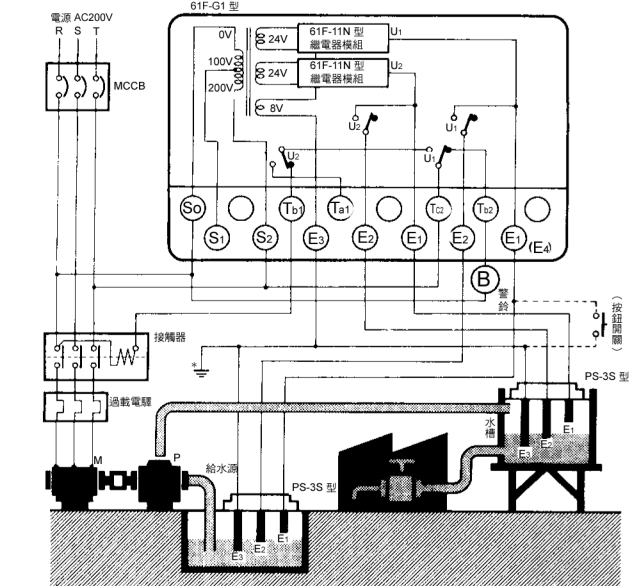 61F-G1 型
電源 AC200V
R S T
MCCB
0V
100V
200V
24V
24V
8V
61F-11N 型
繼電器模組
U1
61F-11N 型
繼電器模組
U2
U2
U1
U2
U1
So
Tb1
Ta1
Tc2
Tb2
S1
S2
E3
E2
E1
E2
E1
(E4)
B
警鈴
(按鈕開關)
接觸器
*
過載電驛
PS-3S 型
水槽
E3
E2
E1
M
P
給水源
PS-3S 型
E3
E2
E1